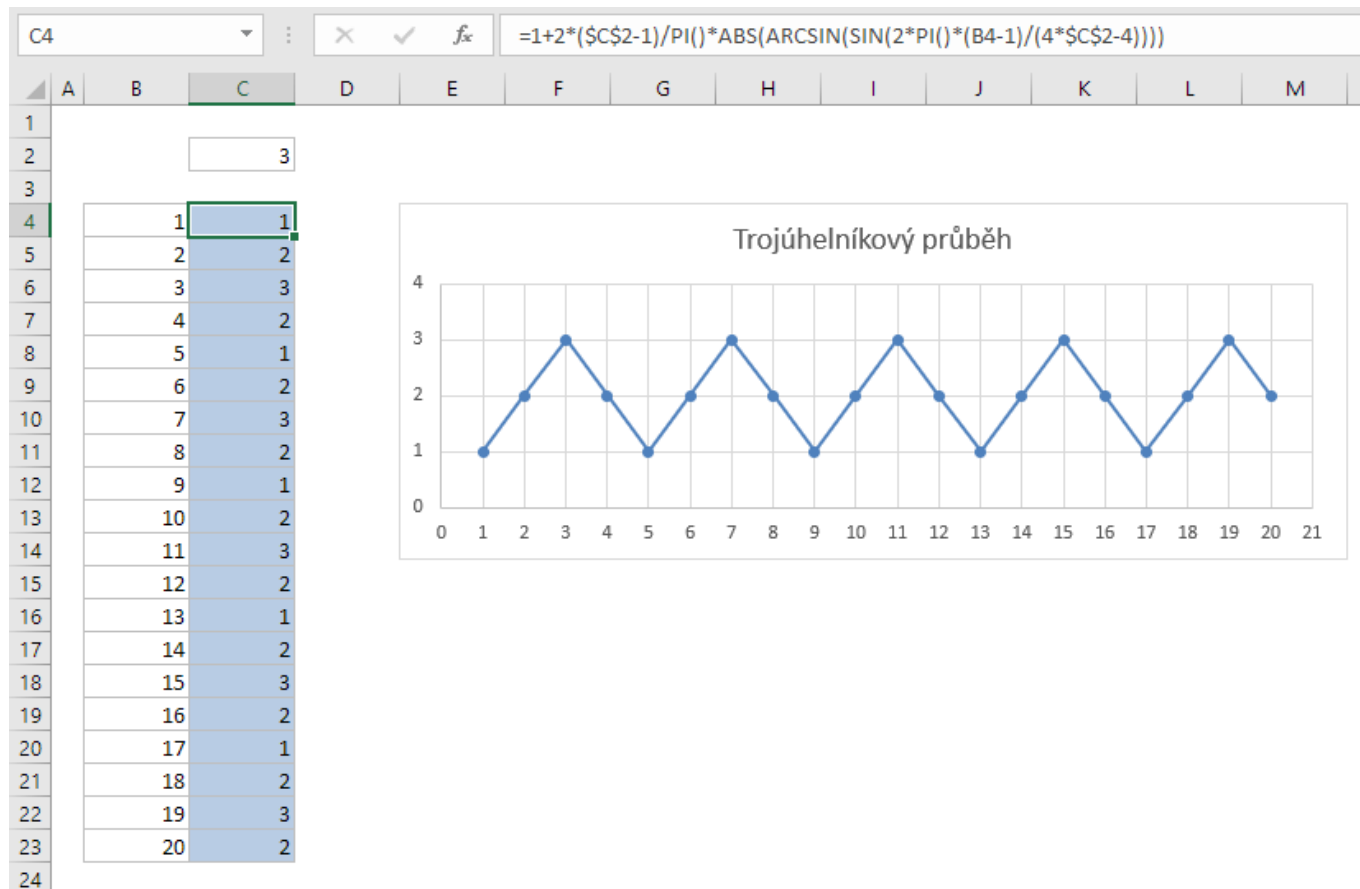 C4 fx =1+2*($C$2-1)/PI()*ABS(ARCSIN(SIN(2*PI()*(B4-1)/(4*$C$2-4))))
A B C D E F G H I J K L M
1
2 3
3
4 1 1
5 2 2
6 3 3
7 4 2
8 5 1
9 6 2
10 7 3
11 8 2
12 9 1
13 10 2
14 11 3
15 12 2
16 13 1
17 14 2
18 15 3
19 16 2
20 17 1
21 18 2
22 19 3
23 20 2
24
Trojúhelníkový průběh
4
3
2
1
0
0 1 2 3 4 5 6 7 8 9 10 11 12 13 14 15 16 17 18 19 20 21